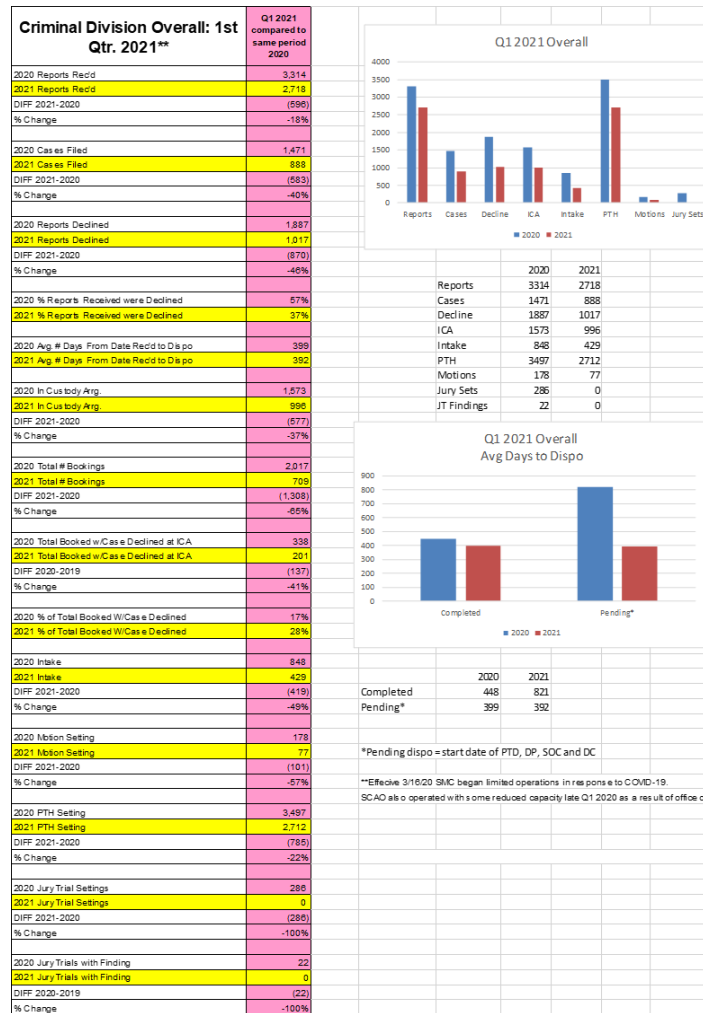 Criminal Division Overall: 1st
Qtr. 2021**
Q1 2021
compared to
same period
2020
2020 Reports Rec'd 3,314
2021 Reports Rec'd 2,718
DIFF 2021-2020 (596)
% Change -18%
2020 Cases Filed 1,471
2021 Cases Filed 888
DIFF 2021-2020 (583)
% Change -40%
2020 Reports Declined 1,887
2021 Reports Declined 1,017
DIFF 2021-2020 (870)
% Change -46%
2020 % Reports Received were Declined 57%
2021 % Reports Received were Declined 37%
2020 Avg. # Days From Date Rec'd to Dispo 399
2021 Avg. # Days From Date Rec'd to Dispo 392
2020 In Custody Arrg. 1,573
2021 In Custody Arrg. 996
DIFF 2021-2020 (577)
% Change -37%
2020 Total # Bookings 2,017
2021 Total # Bookings 709
DIFF 2021-2020 (1,308)
% Change -65%
2020 Total Booked w/Case Declined at ICA 338
2021 Total Booked w/Case Declined at ICA 201
DIFF 2020-2019 (137)
% Change -41%
2020 % of Total Booked W/Case Declined 17%
2021 % of Total Booked W/Case Declined 28%
2020 Intake 848
2021 Intake 429
DIFF 2021-2020 (419)
% Change -49%
2020 Motion Setting 178
2021 Motion Setting 77
DIFF 2021-2020 (101)
% Change -57%
2020 PTH Setting 3,497
2021 PTH Setting 2,712
DIFF 2021-2020 (785)
% Change -22%
2020 Jury Trial Settings 286
2021 Jury Trial Settings 0
DIFF 2021-2020 (286)
% Change -100%
2020 Jury Trials with Finding 22
2021 Jury Trials with Finding 0
DIFF 2020-2019 (22)
% Change -100%
Q1 2021 Overall
4000
3500
3000
2500
2000
1500
1000
500
0
Reports Cases Decline ICA Intake PTH Motions Jury Sets
2020 2021
2020 2021
Reports 3314 2718
Cases 1471 888
Decline 1887 1017
ICA 1573 996
Intake 848 429
PTH 3497 2712
Motions 178 77
Jury Sets 286 0
JT Findings 22 0
Q1 2021 Overall
Avg Days to Dispo
900
800
700
600
500
400
300
200
100
0
Completed Pending*
2020 2021
2020 2021
Completed 448 821
Pending* 399 392
*Pending dispo = start date of PTD, DP, SOC and DC
**Effecive 3/16/20 SMC began limited operations in response to COVID-19.
SCAO also operated with some reduced capacity late Q1 2020 as a result of office